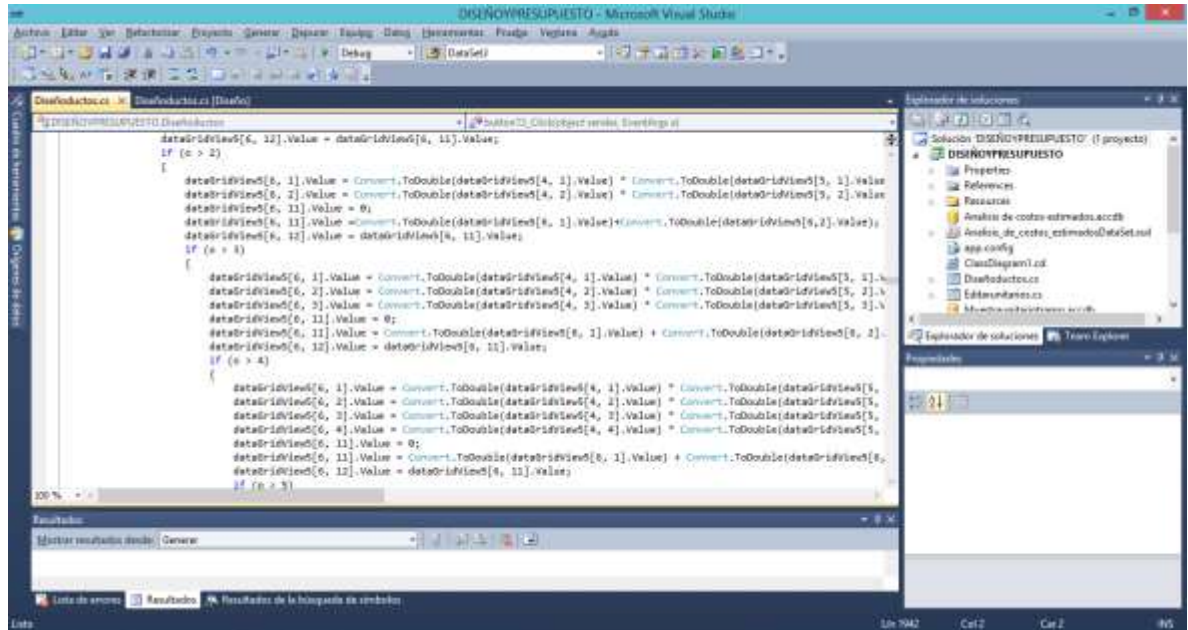 DISEÑOYPRESUPUESTO - Microsoft Visual Studio
Archivo Editar Ver Refactorizar Proyecto Generar Depurar Equipo Datos Herramientas Prueba Ventana Ayuda
Debug DataSet2
Diseñoductos.cs Diseñoductos.cs [Diseño]
DISEÑOYPRESUPUESTO.Diseñoductos
_Click(object sender, EventArgs e)
dataGridView5[6, 12].Value = dataGridView5[6, 11].Value;
if (c > 2)
{
dataGridView5[6, 1].Value = Convert.ToDouble(dataGridView5[4, 1].Value) * Convert.ToDouble(dataGridView5[5, 1].Value
dataGridView5[6, 2].Value = Convert.ToDouble(dataGridView5[4, 2].Value) * Convert.ToDouble(dataGridView5[5, 2].Value
dataGridView5[6, 11].Value = 0;
dataGridView5[6, 11].Value =Convert.ToDouble(dataGridView5[6, 1].Value)+Convert.ToDouble(dataGridView5[6,2].Value);
dataGridView5[6, 12].Value = dataGridView5[6, 11].Value;
if (c > 3)
{
dataGridView5[6, 1].Value = Convert.ToDouble(dataGridView5[4, 1].Value) * Convert.ToDouble(dataGridView5[5, 1].V
dataGridView5[6, 2].Value = Convert.ToDouble(dataGridView5[4, 2].Value) * Convert.ToDouble(dataGridView5[5, 2].V
dataGridView5[6, 3].Value = Convert.ToDouble(dataGridView5[4, 3].Value) * Convert.ToDouble(dataGridView5[5, 3].V
dataGridView5[6, 11].Value = 0;
dataGridView5[6, 11].Value = Convert.ToDouble(dataGridView5[6, 1].Value) + Convert.ToDouble(dataGridView5[6, 2].
dataGridView5[6, 12].Value = dataGridView5[6, 11].Value;
if (c > 4)
{
dataGridView5[6, 1].Value = Convert.ToDouble(dataGridView5[4, 1].Value) * Convert.ToDouble(dataGridView5[5,
dataGridView5[6, 2].Value = Convert.ToDouble(dataGridView5[4, 2].Value) * Convert.ToDouble(dataGridView5[5,
dataGridView5[6, 3].Value = Convert.ToDouble(dataGridView5[4, 3].Value) * Convert.ToDouble(dataGridView5[5,
dataGridView5[6, 4].Value = Convert.ToDouble(dataGridView5[4, 4].Value) * Convert.ToDouble(dataGridView5[5,
dataGridView5[6, 11].Value = 0;
dataGridView5[6, 11].Value = Convert.ToDouble(dataGridView5[6, 1].Value) + Convert.ToDouble(dataGridView5[6,
dataGridView5[6, 12].Value = dataGridView5[6, 11].Value;
if (c > 5)
100 %
Cuadro de herramientas
Orígenes de datos
Explorador de soluciones
Solución 'DISEÑOYPRESUPUESTO' (1 proyecto)
DISEÑOYPRESUPUESTO
Properties
References
Resources
Analisis de costos estimados.accdb
Analisis_de_costos_estimadosDataSet.xsd
app.config
ClassDiagram1.cd
Diseñoductos.cs
Editarunitarios.cs
Explorador de soluciones Team Explorer
Propiedades
Resultados
Mostrar resultados desde: Generar
Lista de errores Resultados Resultados de la búsqueda de símbolos
Listo
Lín 1942 Col 2 Car 2 INS